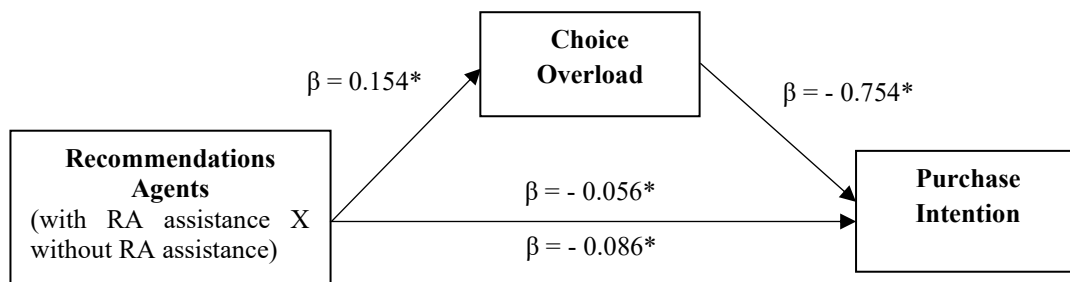 Choice
Overload
β = 0.154*
β = - 0.754*
Recommendations
Agents
(with RA assistance X
without RA assistance)
β = - 0.056*
β = - 0.086*
Purchase
Intention